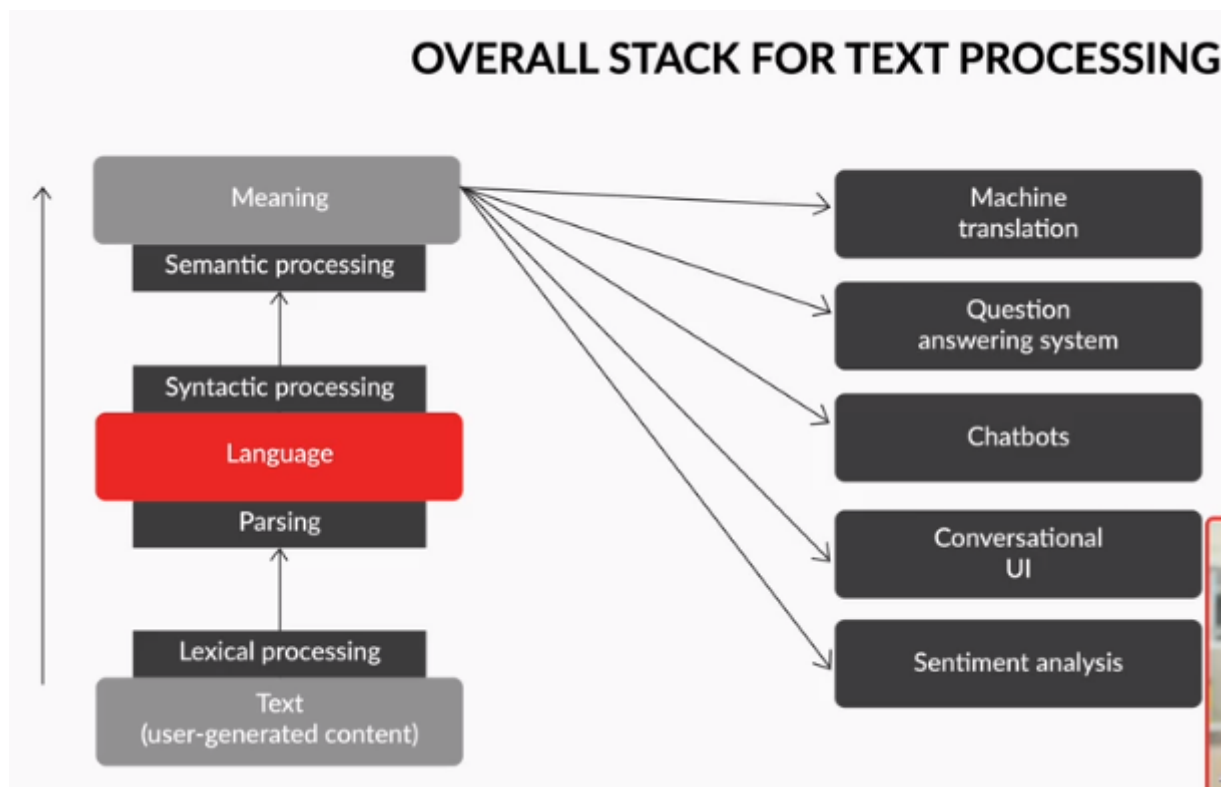 OVERALL STACK FOR TEXT PROCESSING
Meaning
Semantic processing
Syntactic processing
Language
Parsing
Lexical processing
Text
(user-generated content)
Machine
translation
Question
answering system
Chatbots
Conversational
UI
Sentiment analysis